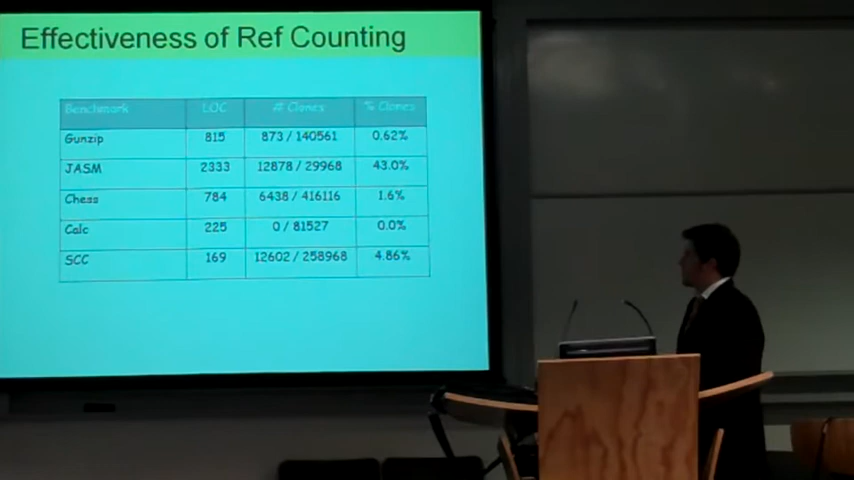 Effectiveness of Ref Counting
Benchmark LOC # Clones % Clones
Gunzip 815 873 / 140561 0.62%
JASM 2333 12878 / 29968 43.0%
Chess 784 6438 / 416116 1.6%
Calc 225 0 / 81527 0.0%
SCC 169 12602 / 258968 4.86%